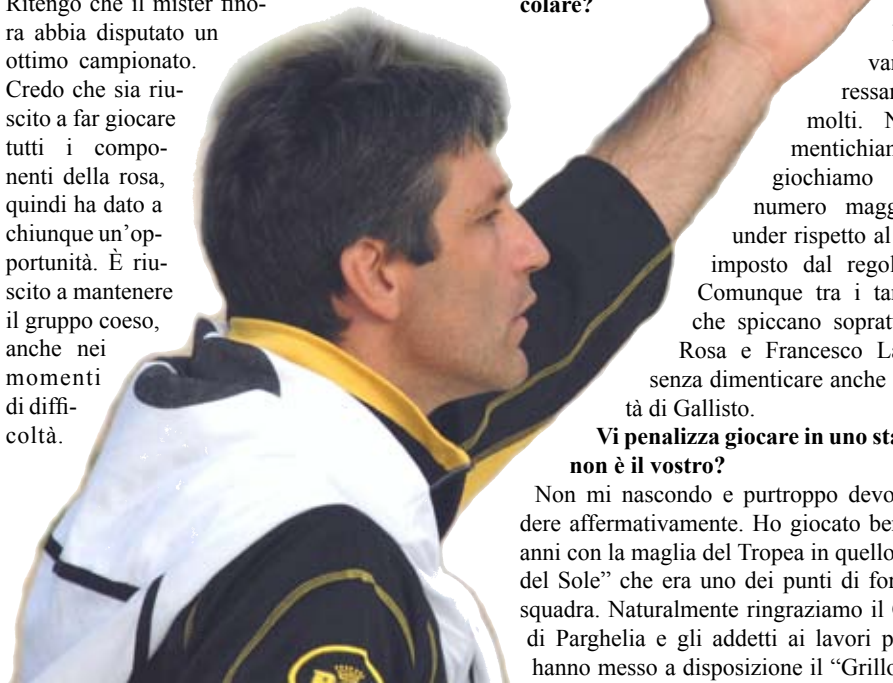 Ritengo che il mister fino-
ra abbia disputato un
ottimo campionato.
Credo che sia riu-
scito a far giocare
tutti i compo-
nenti della rosa,
quindi ha dato a
chiunque un’op-
portunità. È riu-
scito a mantenere
il gruppo coeso,
anche nei
momenti
di diffi-
coltà.
colare?
molti.
mentichiam
giochiamo
numero magg
under rispetto al
imposto dal regol
Comunque tra i tan
che spiccano soprat
Rosa e Francesco La
senza dimenticare anche
tà di Gallisto.
Vi penalizza giocare in uno sta
non è il vostro?
Non mi nascondo e purtroppo devo
dere affermativamente. Ho giocato ben
anni con la maglia del Tropea in quello
del Sole” che era uno dei punti di for
squadra. Naturalmente ringraziamo il
di Parghelia e gli addetti ai lavori p
hanno messo a disposizione il “Grillo